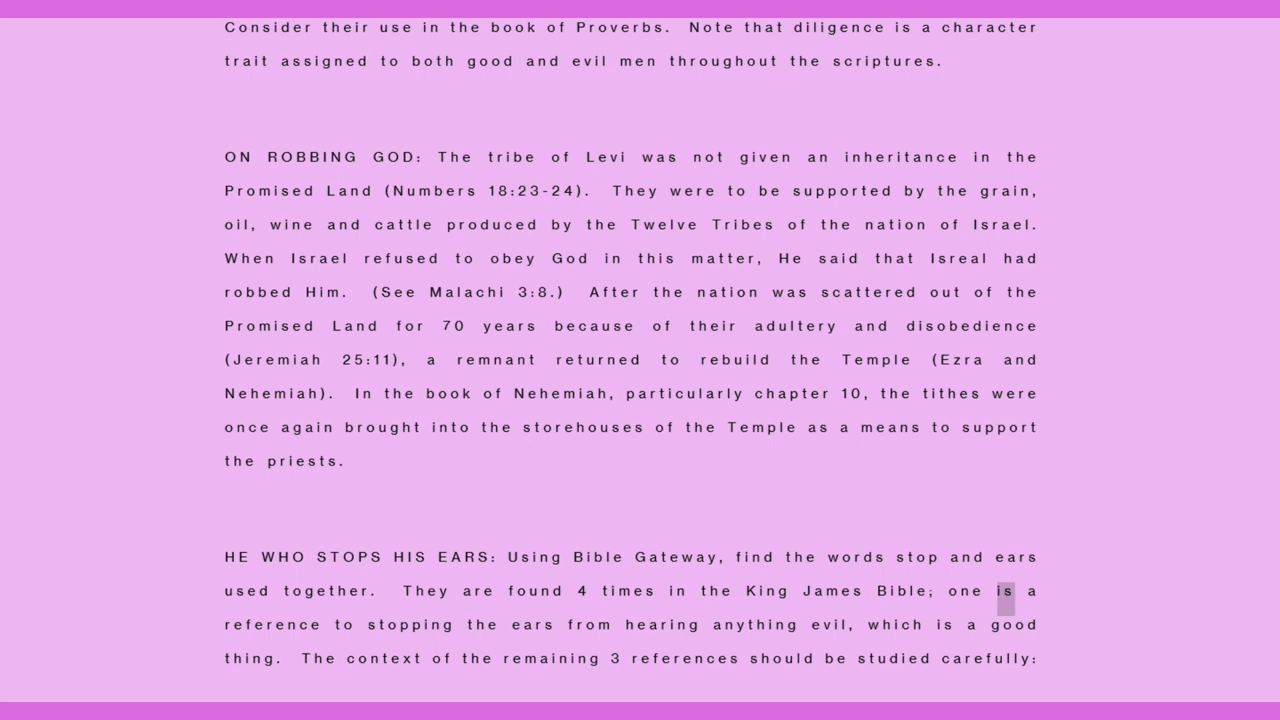 Consider their use in the book of Proverbs.  Note that diligence is a character
trait assigned to both good and evil men throughout the scriptures.
ON ROBBING GOD: The tribe of Levi was not given an inheritance in the
Promised Land (Numbers 18:23-24).  They were to be supported by the grain,
oil, wine and cattle produced by the Twelve Tribes of the nation of Israel.
When Israel refused to obey God in this matter, He said that Isreal had
robbed Him.  (See Malachi 3:8.)  After the nation was scattered out of the
Promised Land for 70 years because of their adultery and disobedience
(Jeremiah 25:11), a remnant returned to rebuild the Temple (Ezra and
Nehemiah).  In the book of Nehemiah, particularly chapter 10, the tithes were
once again brought into the storehouses of the Temple as a means to support
the priests.
HE WHO STOPS HIS EARS: Using Bible Gateway, find the words stop and ears
used together.  They are found 4 times in the King James Bible; one is a
reference to stopping the ears from hearing anything evil, which is a good
thing.  The context of the remaining 3 references should be studied carefully: